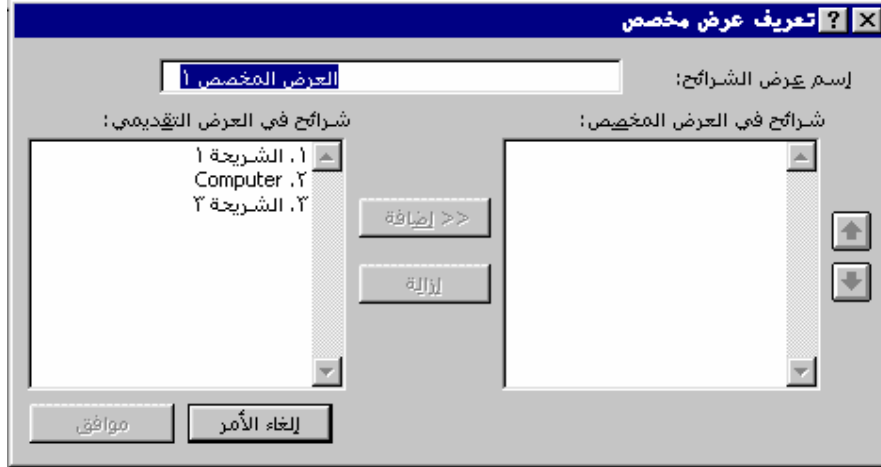 تعريف عرض مخصص
إسم عرض الشرائح:
العرض المخصص ١
شرائح في العرض المخصص:
شرائح في العرض التقديمي:
١. الشريحة ١
٢. Computer
٣. الشريحة ٣
<< إضافة
إزالة
إلغاء الأمر
موافق